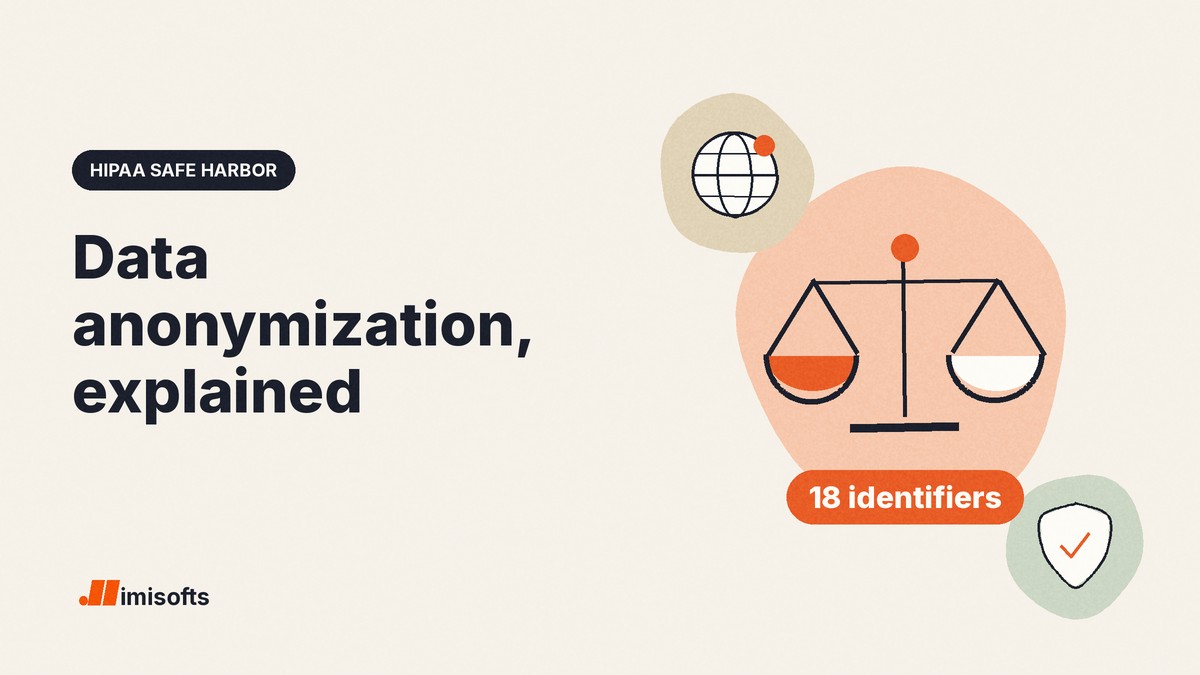 HIPAA SAFE HARBOR
Data
anonymization,
explained
18 identifiers
imisofts